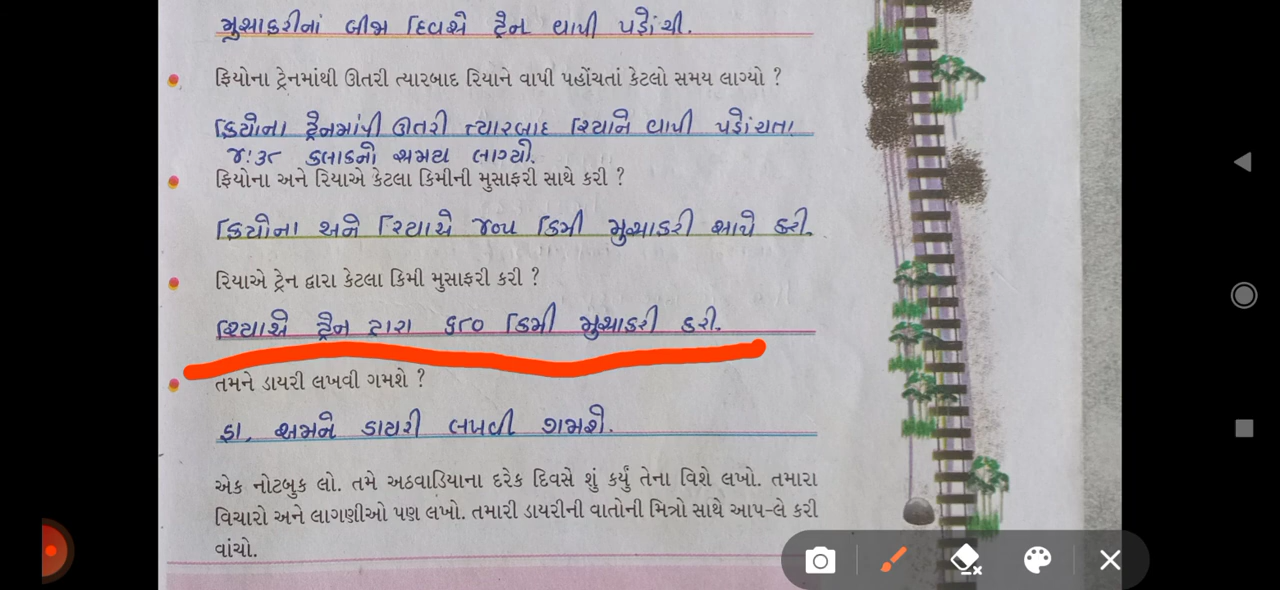 મુસાફરીનાં બીજા દિવસે ટ્રેન વાપી પહોંચી.
ફિયોના ટ્રેનમાંથી ઊતરી ત્યારબાદ રિયાને વાપી પહોંચતાં કેટલો સમય લાગ્યો ?
ફિયોના ટ્રેનમાંથી ઊતરી ત્યારબાદ રિયાને વાપી પહોંચતા
૪:૩૮ કલાકનો સમય લાગ્યો.
ફિયોના અને રિયાએ કેટલા કિમીની મુસાફરી સાથે કરી ?
ફિયોના અને રિયાએ ૪૦૫ કિમી મુસાફરી સાથે કરી.
રિયાએ ટ્રેન દ્વારા કેટલા કિમી મુસાફરી કરી ?
રિયાએ ટ્રેન દ્વારા ૬૮૦ કિમી મુસાફરી કરી.
તમને ડાયરી લખવી ગમશે ?
હા, અમને ડાયરી લખવી ગમશે.
એક નોટબુક લો. તમે અઠવાડિયાના દરેક દિવસે શું કર્યું તેના વિશે લખો. તમારા
વિચારો અને લાગણીઓ પણ લખો. તમારી ડાયરીની વાતોની મિત્રો સાથે આપ-લે કરી
વાંચો.